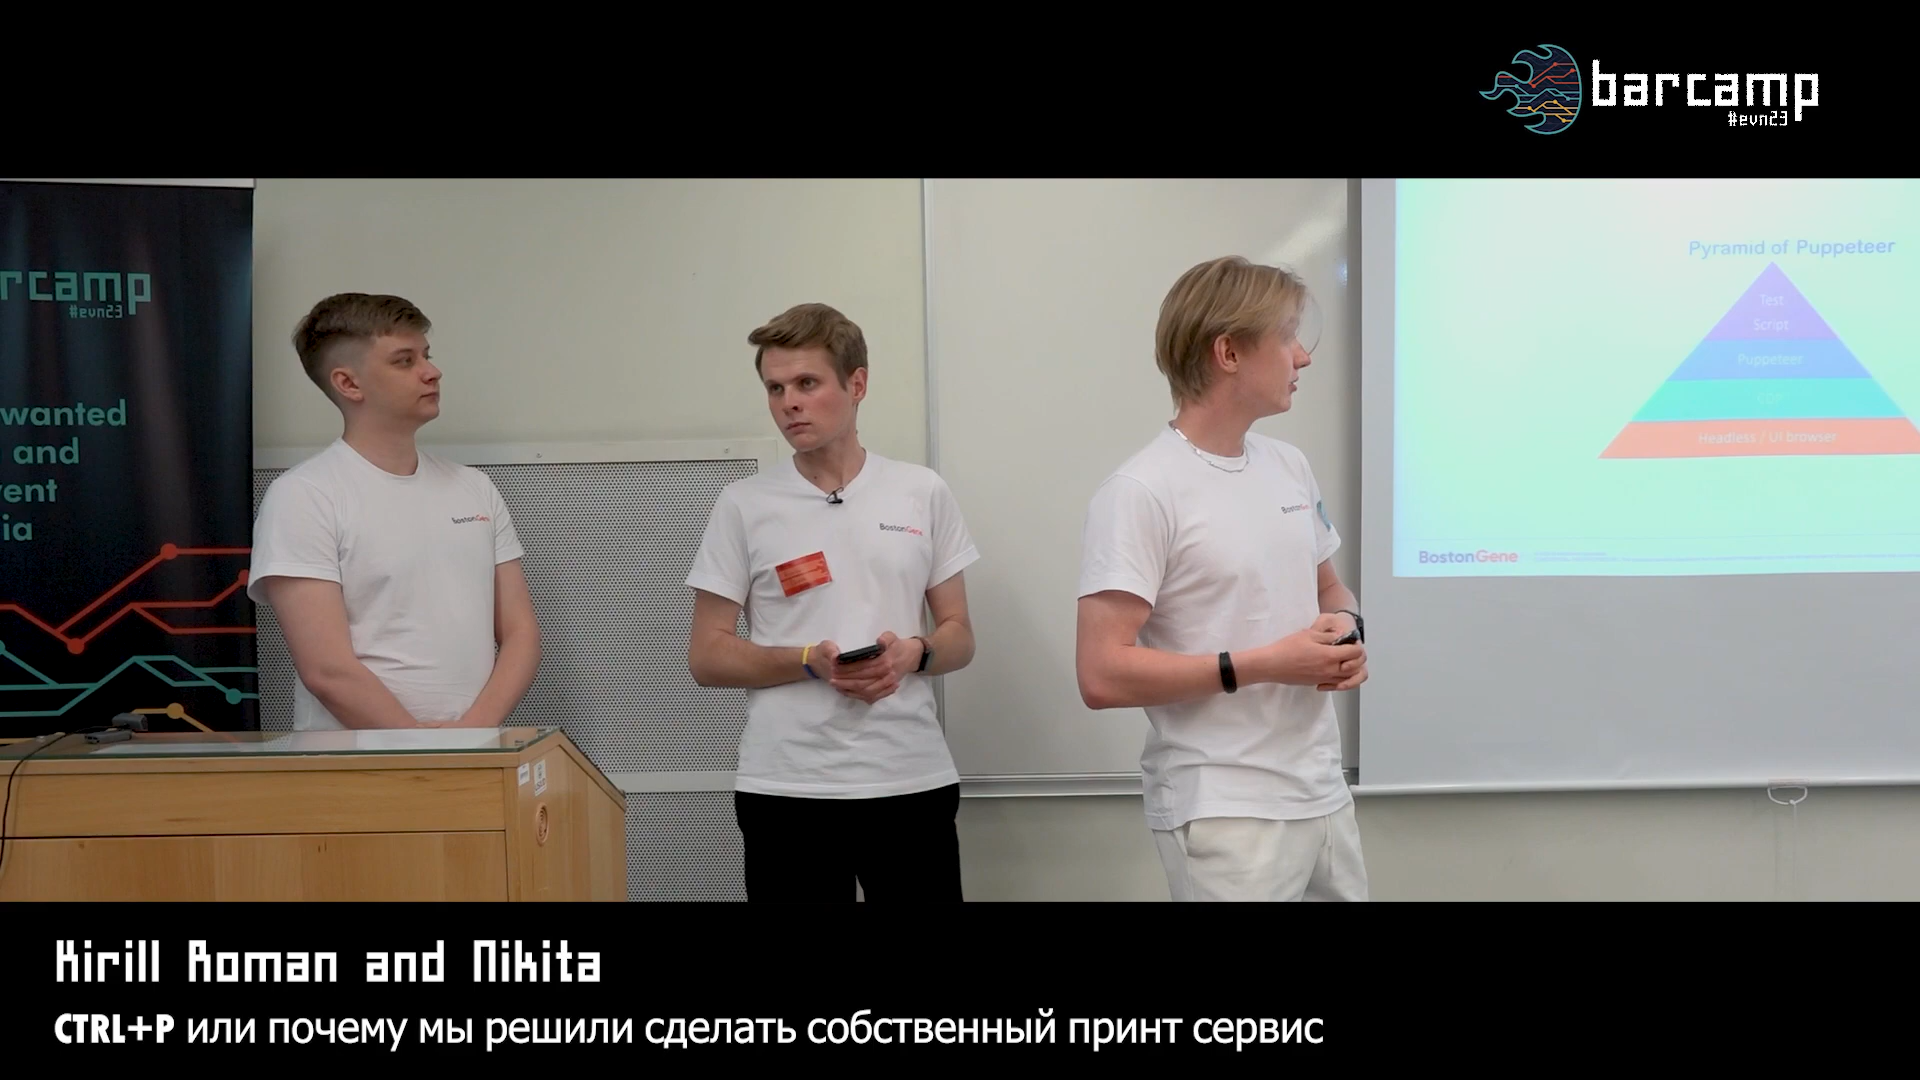 barcamp
#evn23
rcamp
#evn23
wanted
and
vent
ia
Pyramid of Puppeteer
Test
Script
Puppeteer
CDP
Headless / UI browser
BostonGene
BostonGene
BostonGene
BostonGene
Kirill Roman and Nikita
CTRL+P или почему мы решили сделать собственный принт сервис